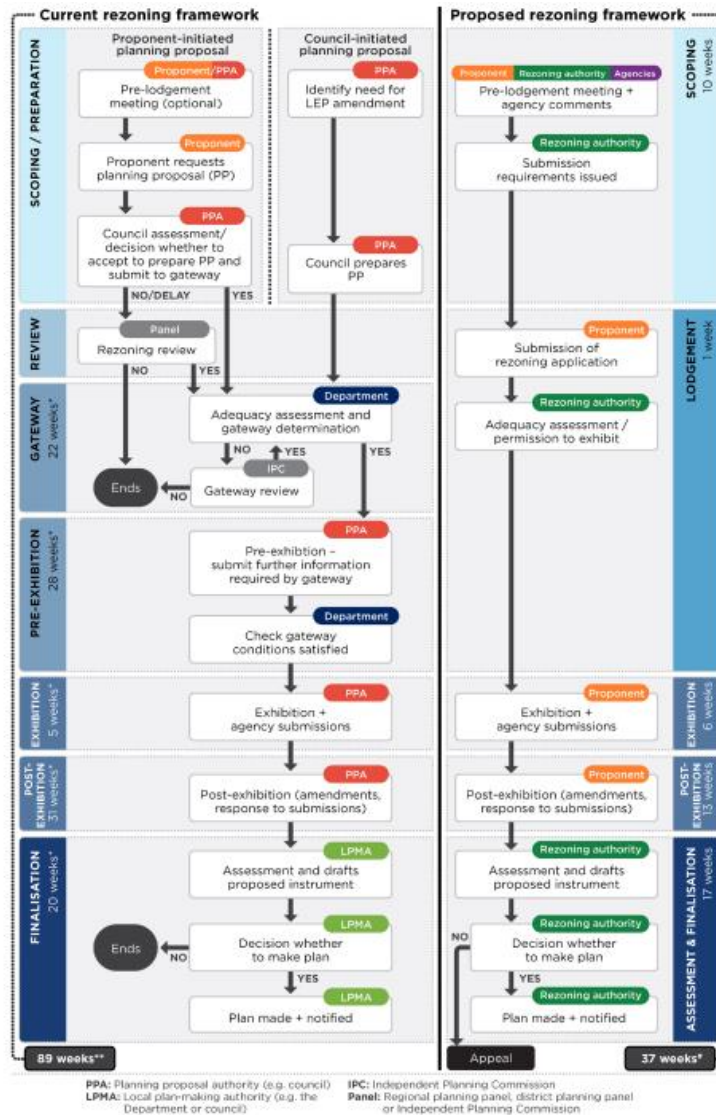 Current rezoning framework
Proponent-initiated
planning proposal
Council-initiated
planning proposal
SCOPING / PREPARATION
Proponent/PPA
Pre-lodgement
meeting (optional)
Proponent
Proponent requests
planning proposal (PP)
PPA
Council assessment/
decision whether to
accept to prepare PP and
submit to gateway
NO/DELAY
YES
PPA
Identify need for
LEP amendment
PPA
Council prepares
PP
REVIEW
Panel
Rezoning review
NO
YES
GATEWAY
22 weeks*
Department
Adequacy assessment and
gateway determination
NO
YES
YES
IPC
Gateway review
NO
Ends
PRE-EXHIBITION
28 weeks*
PPA
Pre-exhibtion –
submit further information
required by gateway
Department
Check gateway
conditions satisfied
EXHIBITION
5 weeks*
PPA
Exhibition +
agency submissions
POST-
EXHIBITION
31 weeks*
PPA
Post-exhibition (amendments,
response to submissions)
FINALISATION
20 weeks*
LPMA
Assessment and drafts
proposed instrument
LPMA
Decision whether
to make plan
NO
Ends
YES
LPMA
Plan made + notified
89 weeks**
Proposed rezoning framework
SCOPING
10 weeks
Proponent
Rezoning authority
Agencies
Pre-lodgement meeting +
agency comments
Rezoning authority
Submission
requirements issued
LODGEMENT
1 week
Proponent
Submission of
rezoning application
Rezoning authority
Adequacy assessment /
permission to exhibit
EXHIBITION
6 weeks
Proponent
Exhibition +
agency submissions
POST-
EXHIBITION
13 weeks
Proponent
Post-exhibition (amendments,
response to submissions)
ASSESSMENT & FINALISATION
17 weeks
Rezoning authority
Assessment and drafts
proposed instrument
Rezoning authority
Decision whether
to make plan
NO
YES
Rezoning authority
Plan made + notified
Appeal
37 weeks*
PPA: Planning proposal authority (e.g. council)
LPMA: Local plan-making authority (e.g. the
Department or council)
IPC: Independent Planning Commission
Panel: Regional planning panel, district planning panel
or Independent Planning Commission